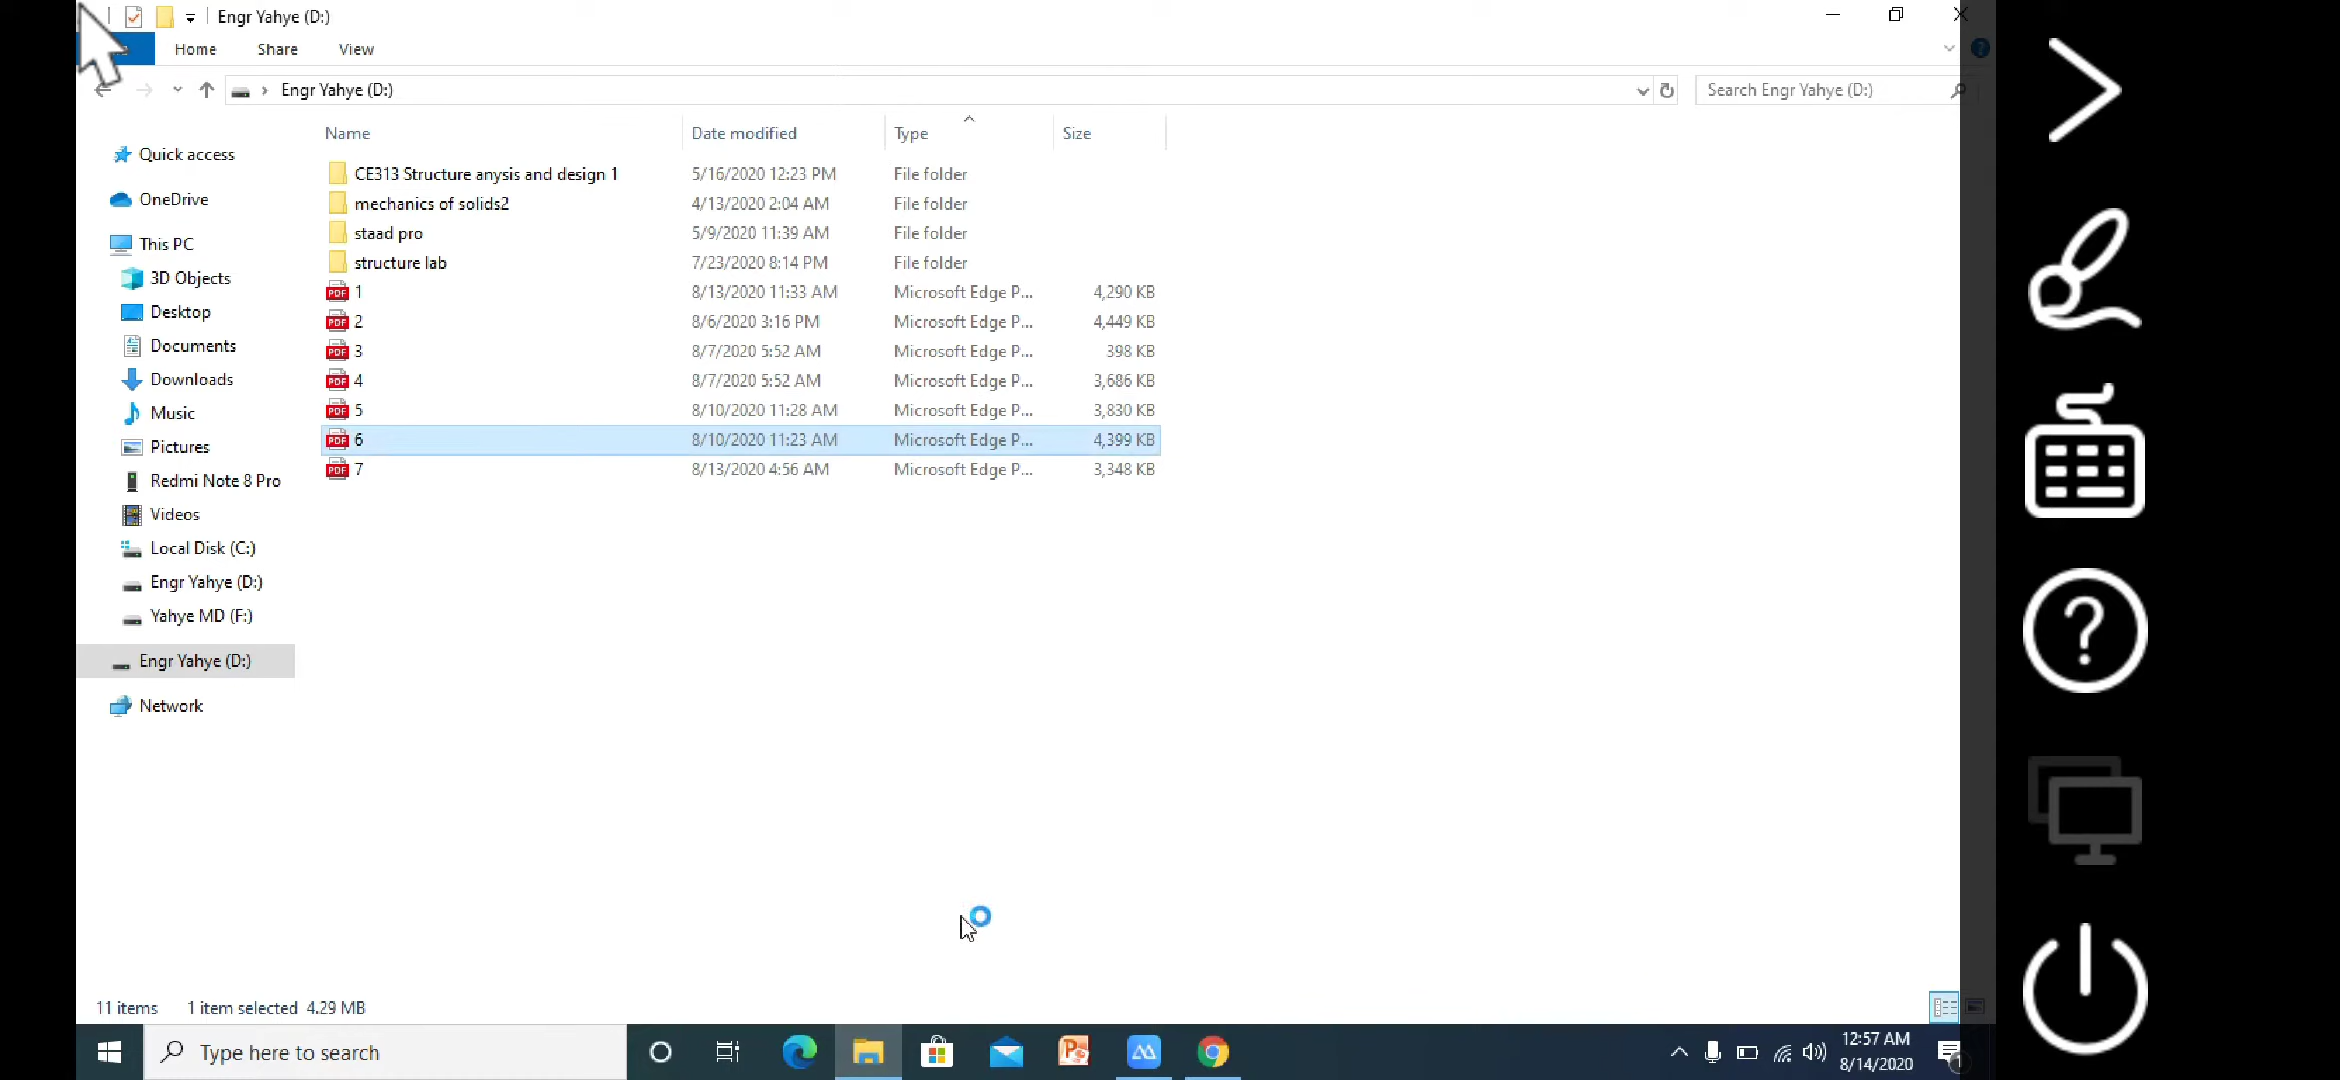 Engr Yahye (D:)
Home Share View
Engr Yahye (D:)
Search Engr Yahye (D:)
Name Date modified Type Size
Quick access
OneDrive
This PC
3D Objects
Desktop
Documents
Downloads
Music
Pictures
Redmi Note 8 Pro
Videos
Local Disk (C:)
Engr Yahye (D:)
Yahye MD (F:)
Engr Yahye (D:)
Network
CE313 Structure anysis and design 1 5/16/2020 12:23 PM File folder
mechanics of solids2 4/13/2020 2:04 AM File folder
staad pro 5/9/2020 11:39 AM File folder
structure lab 7/23/2020 8:14 PM File folder
PDF 1 8/13/2020 11:33 AM Microsoft Edge P... 4,290 KB
PDF 2 8/6/2020 3:16 PM Microsoft Edge P... 4,449 KB
PDF 3 8/7/2020 5:52 AM Microsoft Edge P... 398 KB
PDF 4 8/7/2020 5:52 AM Microsoft Edge P... 3,686 KB
PDF 5 8/10/2020 11:28 AM Microsoft Edge P... 3,830 KB
PDF 6 8/10/2020 11:23 AM Microsoft Edge P... 4,399 KB
PDF 7 8/13/2020 4:56 AM Microsoft Edge P... 3,348 KB
11 items 1 item selected 4.29 MB
Type here to search
12:57 AM
8/14/2020
1